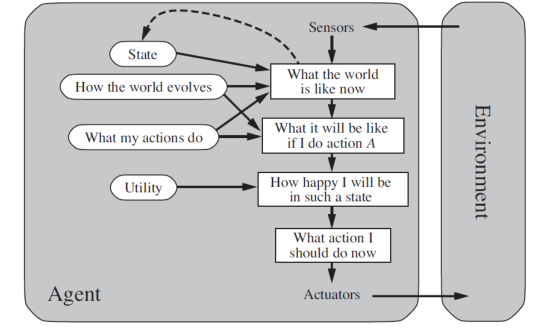 Sensors
State
How the world evolves
What the world
is like now
What my actions do
What it will be like
if I do action A
Utility
How happy I will be
in such a state
What action I
should do now
Agent
Actuators
Environment